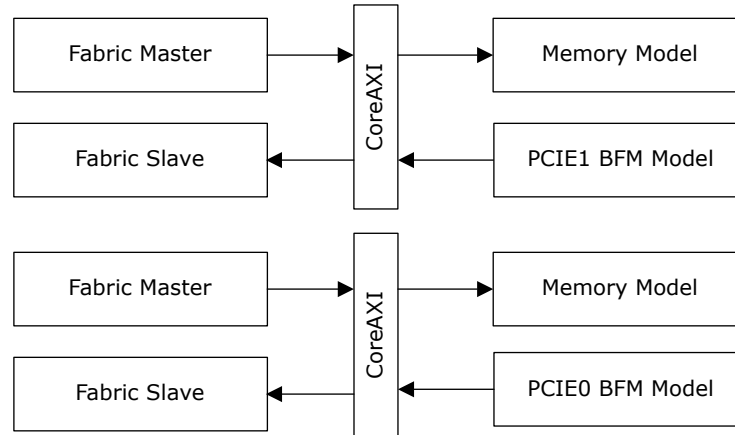 Fabric Master
CoreAXI
Memory Model
Fabric Slave
PCIE1 BFM Model
Fabric Master
CoreAXI
Memory Model
Fabric Slave
PCIE0 BFM Model